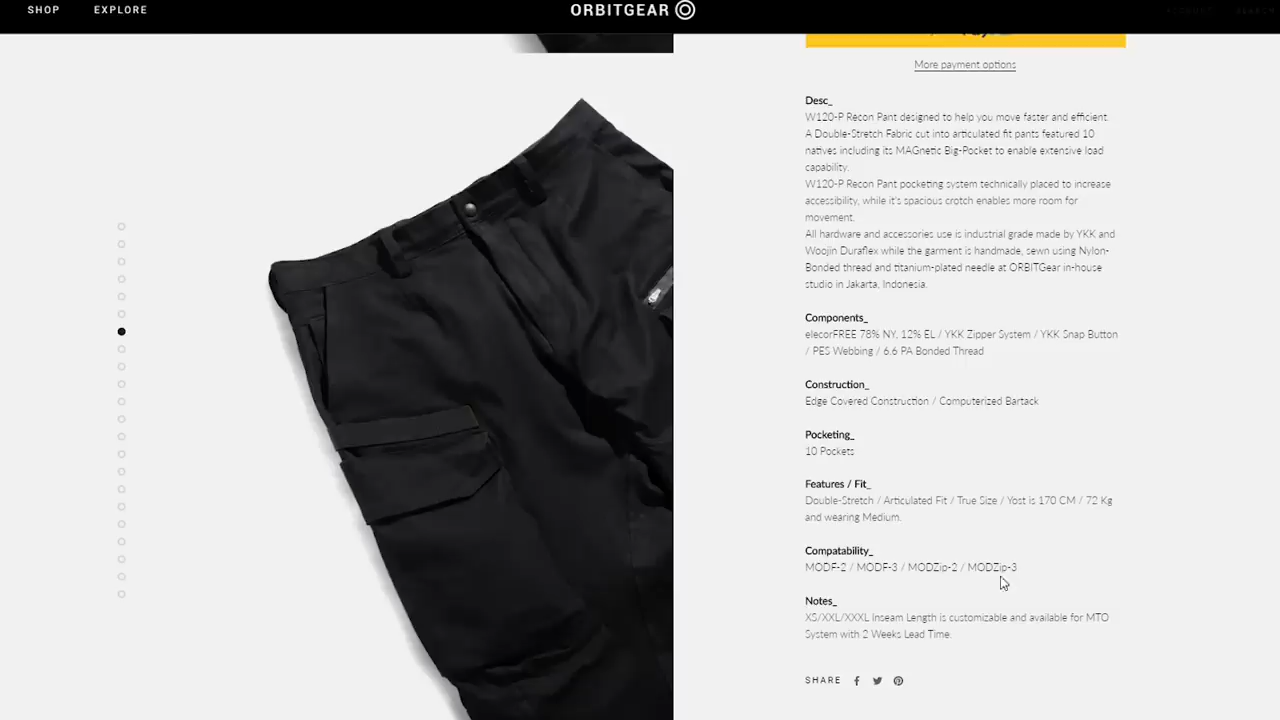 SHOP
EXPLORE
ORBITGEAR
ACCOUNT
SEARCH
More payment options
Desc_
W120-P Recon Pant designed to help you move faster and efficient.
A Double-Stretch Fabric cut into articulated fit pants featured 10
natives including its MAGnetic Big-Pocket to enable extensive load
capability.
W120-P Recon Pant pocketing system technically placed to increase
accessibility, while it's spacious crotch enables more room for
movement.
All hardware and accessories use is industrial grade made by YKK and
Woojin Duraflex while the garment is handmade, sewn using Nylon-
Bonded thread and titanium-plated needle at ORBITGear in-house
studio in Jakarta, Indonesia.
Components_
elecorFREE 78% NY, 12% EL / YKK Zipper System / YKK Snap Button
/ PES Webbing / 6.6 PA Bonded Thread
Construction_
Edge Covered Construction / Computerized Bartack
Pocketing_
10 Pockets
Features / Fit_
Double-Stretch / Articulated Fit / True Size / Yost is 170 CM / 72 Kg
and wearing Medium.
Compatability_
MODF-2 / MODF-3 / MODZip-2 / MODZip-3
Notes_
XS/XXL/XXXL Inseam Length is customizable and available for MTO
System with 2 Weeks Lead Time.
SHARE